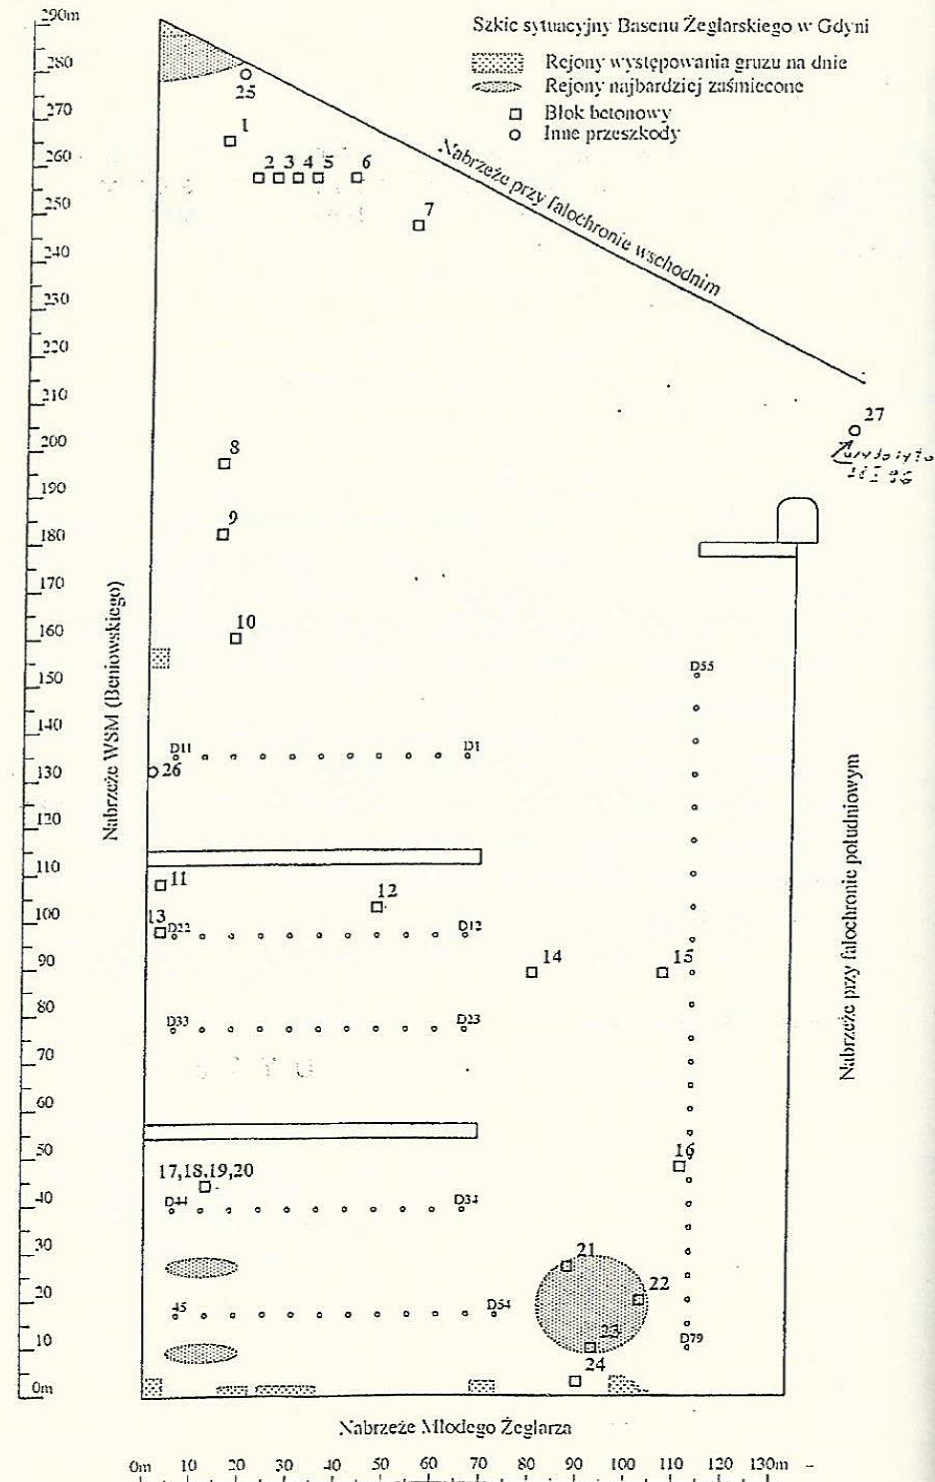 Szkic sytuacyjny Basenu Żeglarskiego w Gdyni
Rejony występowania gruzu na dnie
Rejony najbardziej zaśmiecone
Blok betonowy
Inne przeszkody
290m
280
270
260
250
240
230
220
210
200
190
180
170
160
150
140
130
120
110
100
90
80
70
60
50
40
30
20
10
0m
25
1
2 3 4 5 6
7
Nabrzeże przy falochronie wschodnim
27
8
9
10
Nabrzeże WSM (Beniowskiego)
D55
D11 D1
26
11
12
13
D22 D12
14 15
Nabrzeże przy falochronie południowym
D33 D23
16
17,18,19,20
D44 D34
21
22
45 D54
23
D79
24
Nabrzeże Młodego Żeglarza
0m 10 20 30 40 50 60 70 80 90 100 110 120 130m